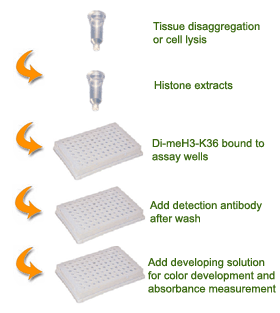 Tissue disaggregation
or cell lysis
Histone extracts
Di-meH3-K36 bound to
assay wells
Add detection antibody
after wash
Add developing solution
for color development and
absorbance measurement